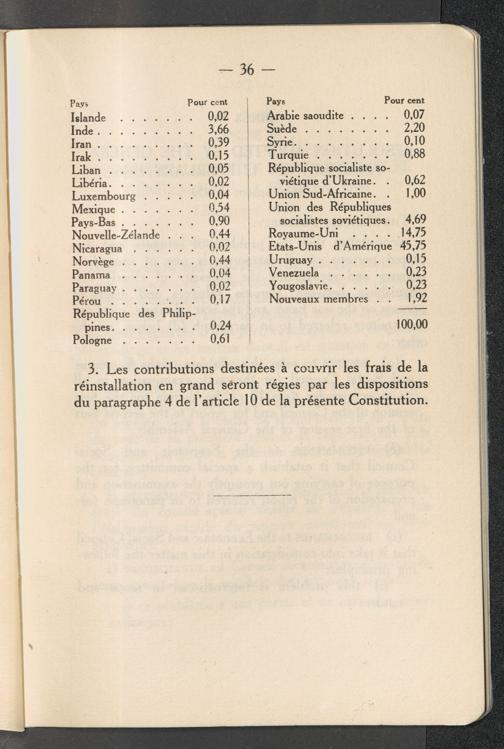 — 36 —
Pays Pour cent
Islande . . . . . . . 0,02
Inde . . . . . . . . 3,66
Iran . . . . . . . . 0,39
Irak . . . . . . . . 0,15
Liban . . . . . . . 0,05
Libéria. . . . . . . 0,02
Luxembourg . . . . . 0,04
Mexique . . . . . . 0,54
Pays-Bas . . . . . . 0,90
Nouvelle-Zélande . . . 0,44
Nicaragua . . . . . . 0,02
Norvège . . . . . . . 0,44
Panama . . . . . . . 0,04
Paraguay . . . . . . 0,02
Pérou . . . . . . . 0,17
République des Philip-
pines. . . . . . . 0,24
Pologne . . . . . . 0,61
Pays Pour cent
Arabie saoudite . . . . 0,07
Suède . . . . . . . . 2,20
Syrie. . . . . . . . . 0,10
Turquie . . . . . . . 0,88
République socialiste so-
viétique d'Ukraine. . 0,62
Union Sud-Africaine. . 1,00
Union des Républiques
socialistes soviétiques. 4,69
Royaume-Uni . . . . 14,75
Etats-Unis d'Amérique 45,75
Uruguay . . . . . . . 0,15
Venezuela . . . . . . 0,23
Yougoslavie. . . . . . 0,23
Nouveaux membres . . 1,92
100,00
3. Les contributions destinées à couvrir les frais de la
réinstallation en grand seront régies par les dispositions
du paragraphe 4 de l'article 10 de la présente Constitution.